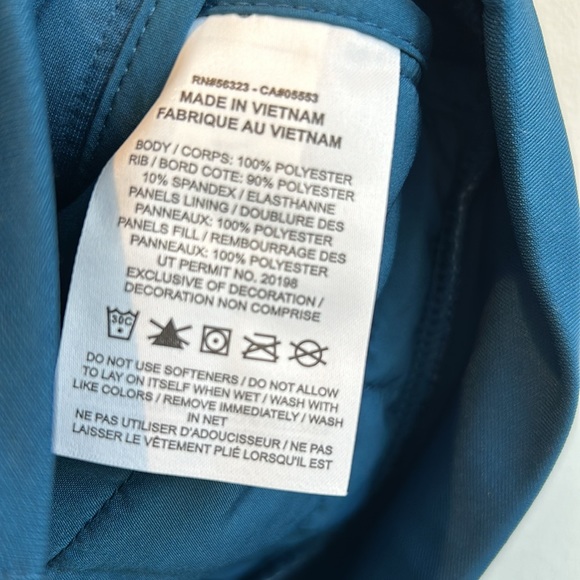 RN#56323 - CA#05553
MADE IN VIETNAM
FABRIQUE AU VIETNAM
BODY / CORPS: 100% POLYESTER
RIB / BORD COTE: 90% POLYESTER
10% SPANDEX / ELASTHANNE
PANELS LINING / DOUBLURE DES
PANNEAUX: 100% POLYESTER
PANELS FILL / REMBOURRAGE DES
PANNEAUX: 100% POLYESTER
UT PERMIT NO. 20198
EXCLUSIVE OF DECORATION /
DECORATION NON COMPRISE
30C
DO NOT USE SOFTENERS / DO NOT ALLOW
TO LAY ON ITSELF WHEN WET / WASH WITH
LIKE COLORS / REMOVE IMMEDIATELY / WASH
IN NET
NE PAS UTILISER D'ADOUCISSEUR / NE PAS
LAISSER LE VÊTEMENT PLIÉ LORSQU'IL EST